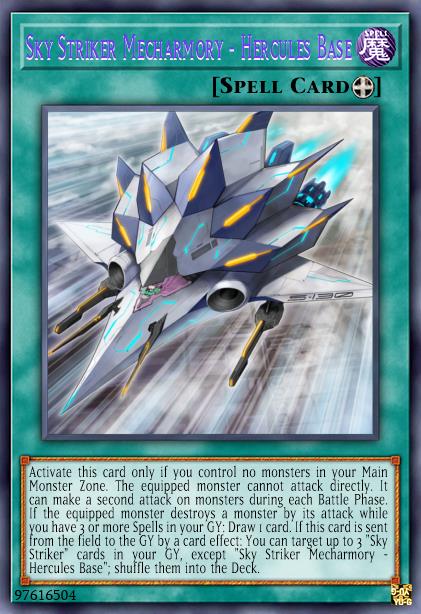 Sky Striker Mecharmory - Hercules Base
SPELL
魔
[Spell Card]
S-130
Activate this card only if you control no monsters in your Main
Monster Zone. The equipped monster cannot attack directly. It
can make a second attack on monsters during each Battle Phase.
If the equipped monster destroys a monster by its attack while
you have 3 or more Spells in your GY: Draw 1 card. If this card is sent
from the field to the GY by a card effect: You can target up to 3 "Sky
Striker" cards in your GY, except "Sky Striker Mecharmory -
Hercules Base"; shuffle them into the Deck.
97616504